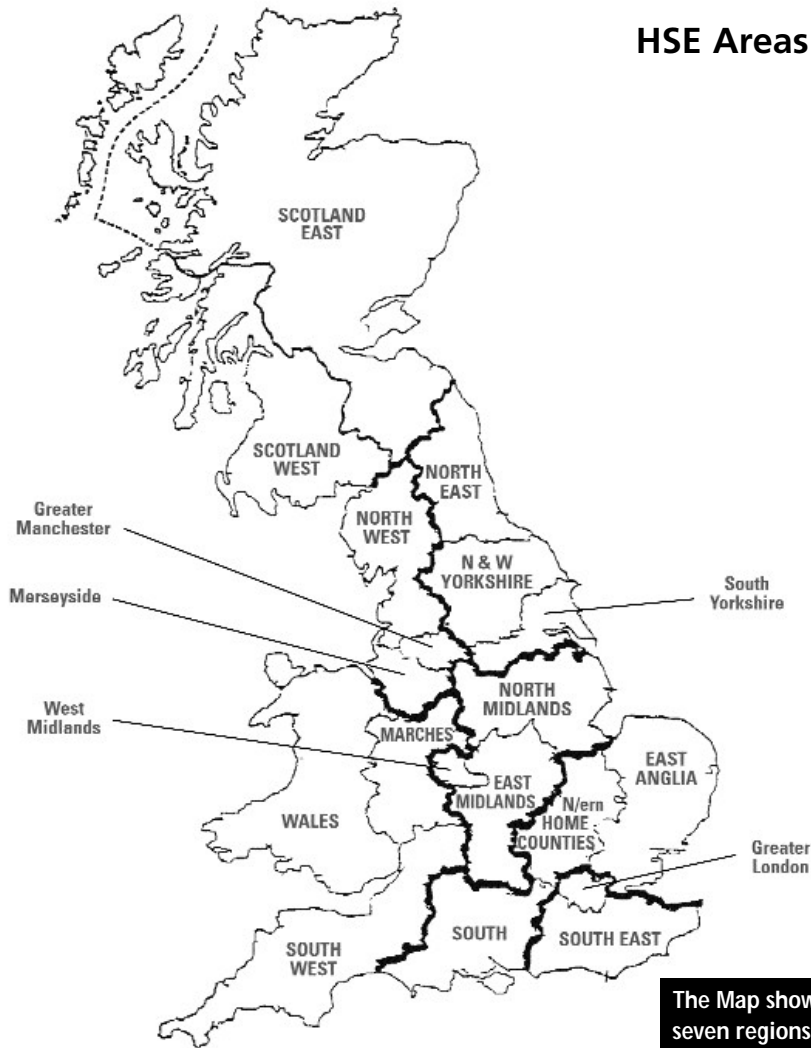 HSE Areas
SCOTLAND
EAST
SCOTLAND
WEST
NORTH
EAST
Greater
Manchester
NORTH
WEST
N & W
YORKSHIRE
South
Yorkshire
Merseyside
NORTH
MIDLANDS
West
Midlands
MARCHES
EAST
ANGLIA
EAST
MIDLANDS
N/ern
HOME
COUNTIES
WALES
Greater
London
SOUTH
WEST
SOUTH
SOUTH EAST
The Map show
seven regions